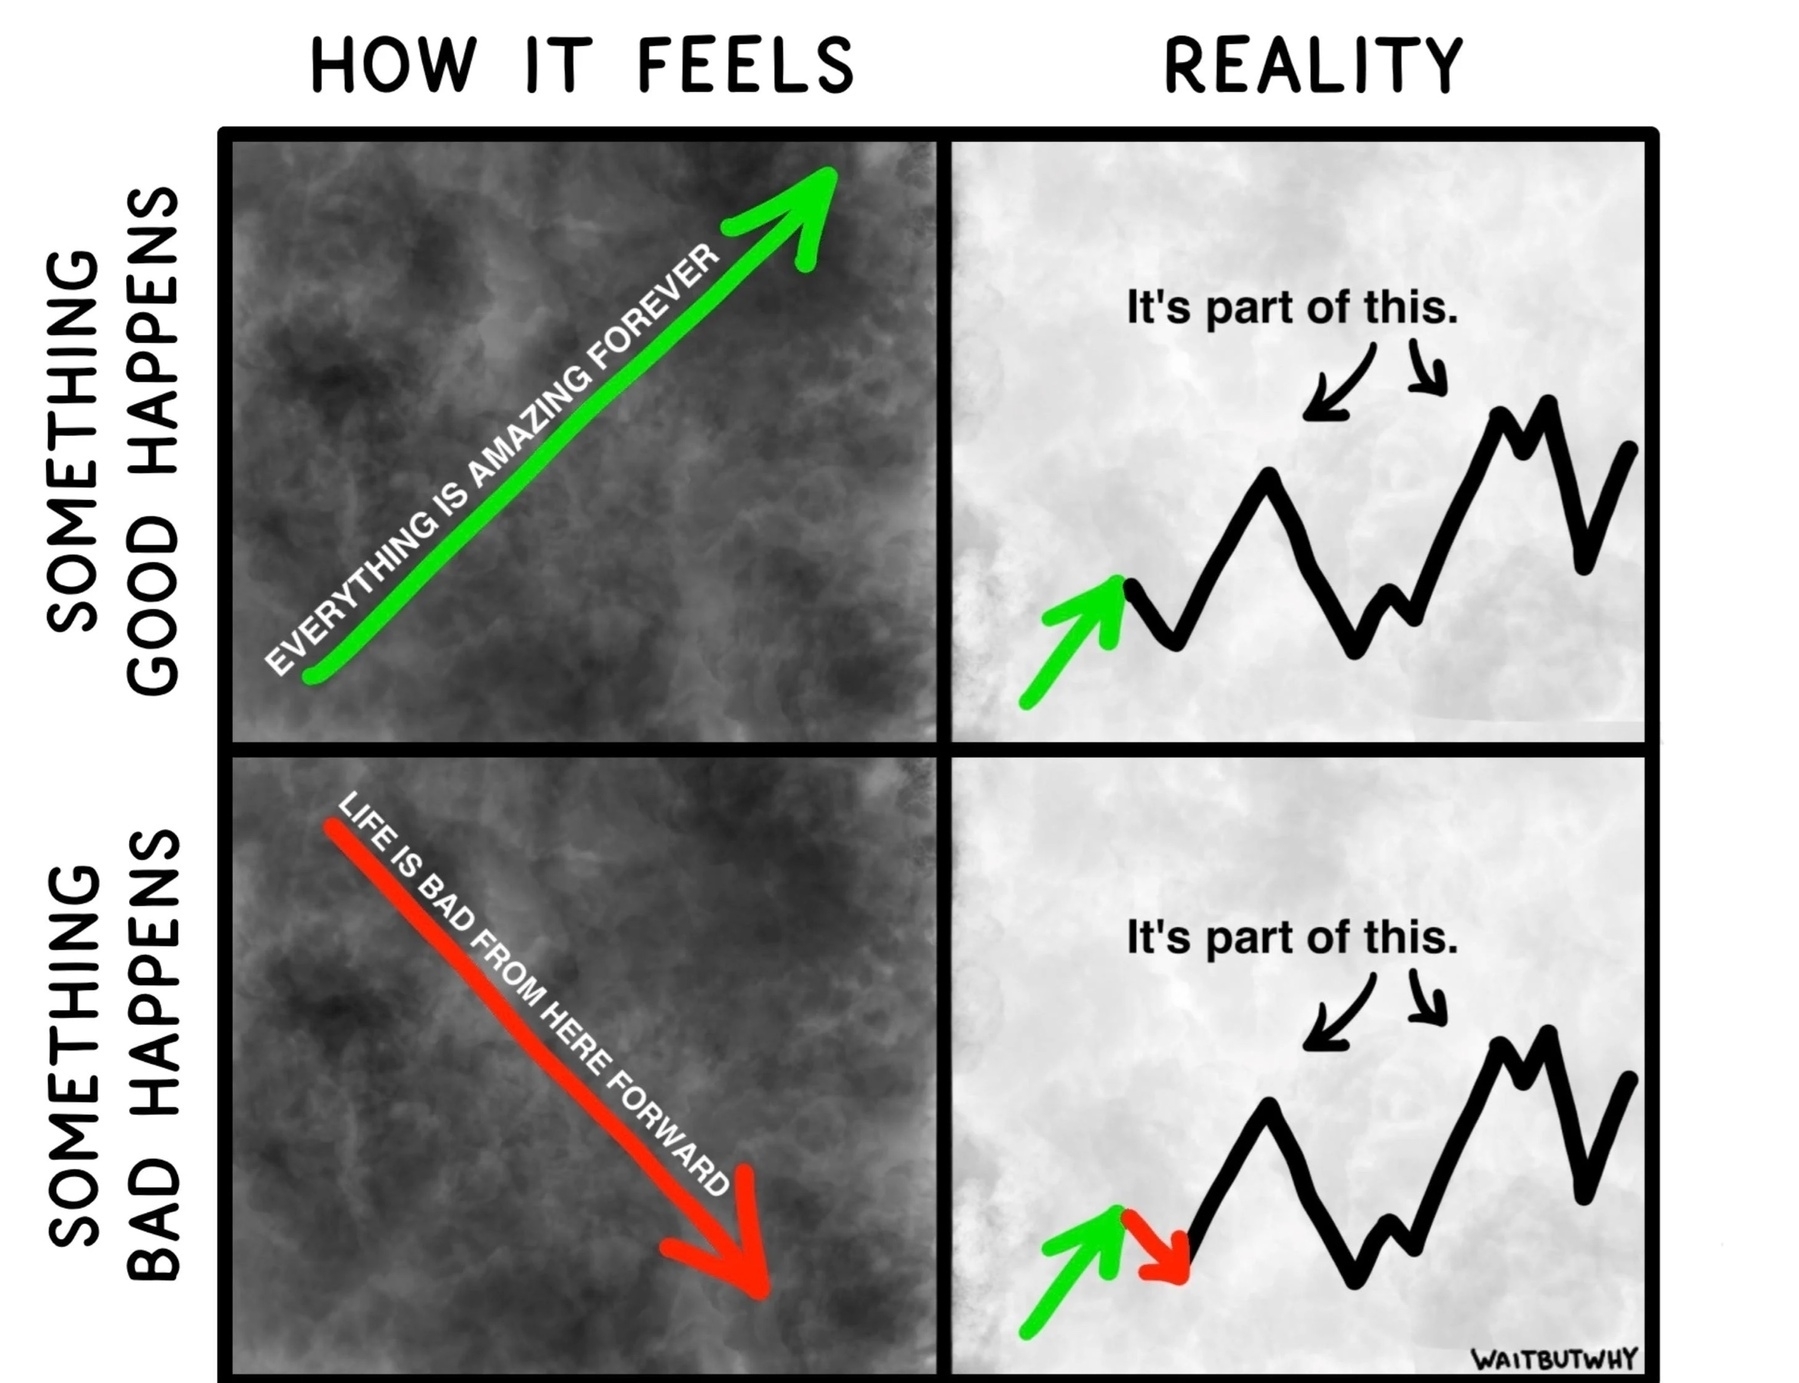 HOW IT FEELS
REALITY
SOMETHING
GOOD HAPPENS
EVERYTHING IS AMAZING FOREVER
It's part of this.
SOMETHING
BAD HAPPENS
LIFE IS BAD FROM HERE FORWARD
It's part of this.
WAITBUTWHY